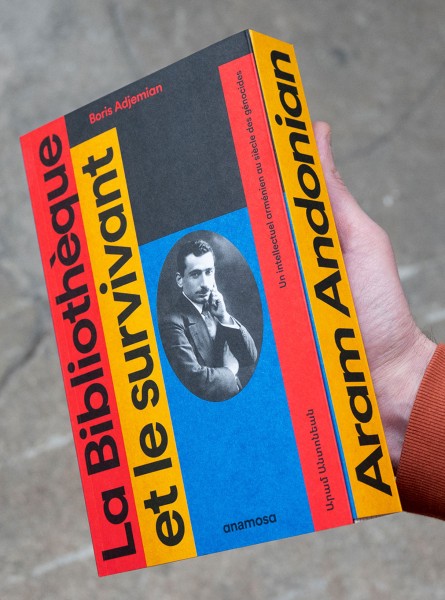 Boris Adjemian
La Bibliothèque
et le survivant
Un intellectuel arménien au siècle des génocides
Արամ Անտոնեան
anamosa
Aram Andonian